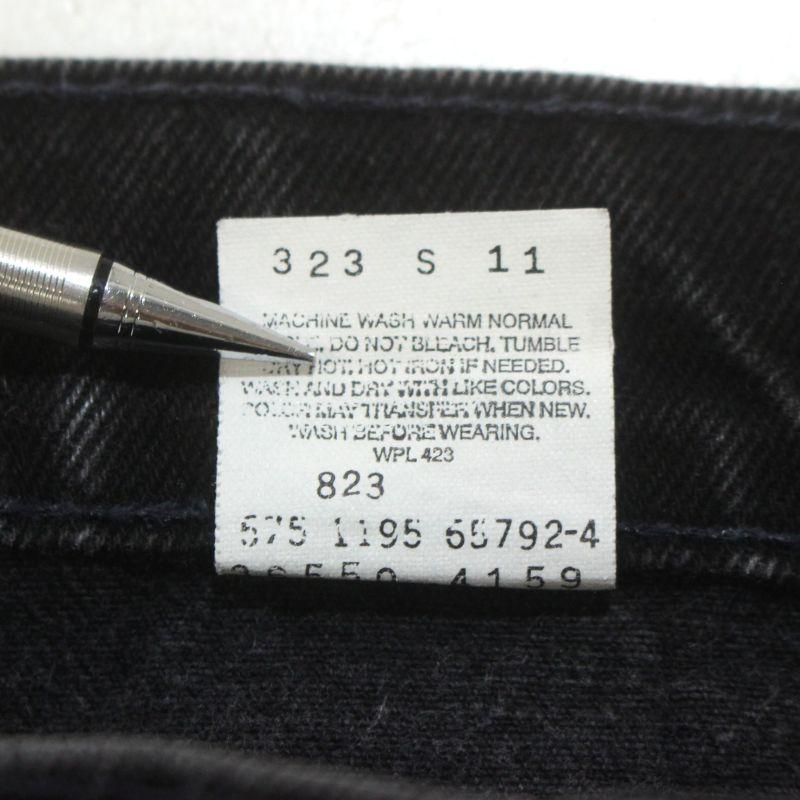 323 S 11
MACHINE WASH WARM NORMAL
DO NOT BLEACH. TUMBLE
DRY HOT. HOT IRON IF NEEDED.
WASH AND DRY WITH LIKE COLORS.
COLOR MAY TRANSFER WHEN NEW.
WASH BEFORE WEARING.
WPL 423
823
575 1195 65792-4
4159